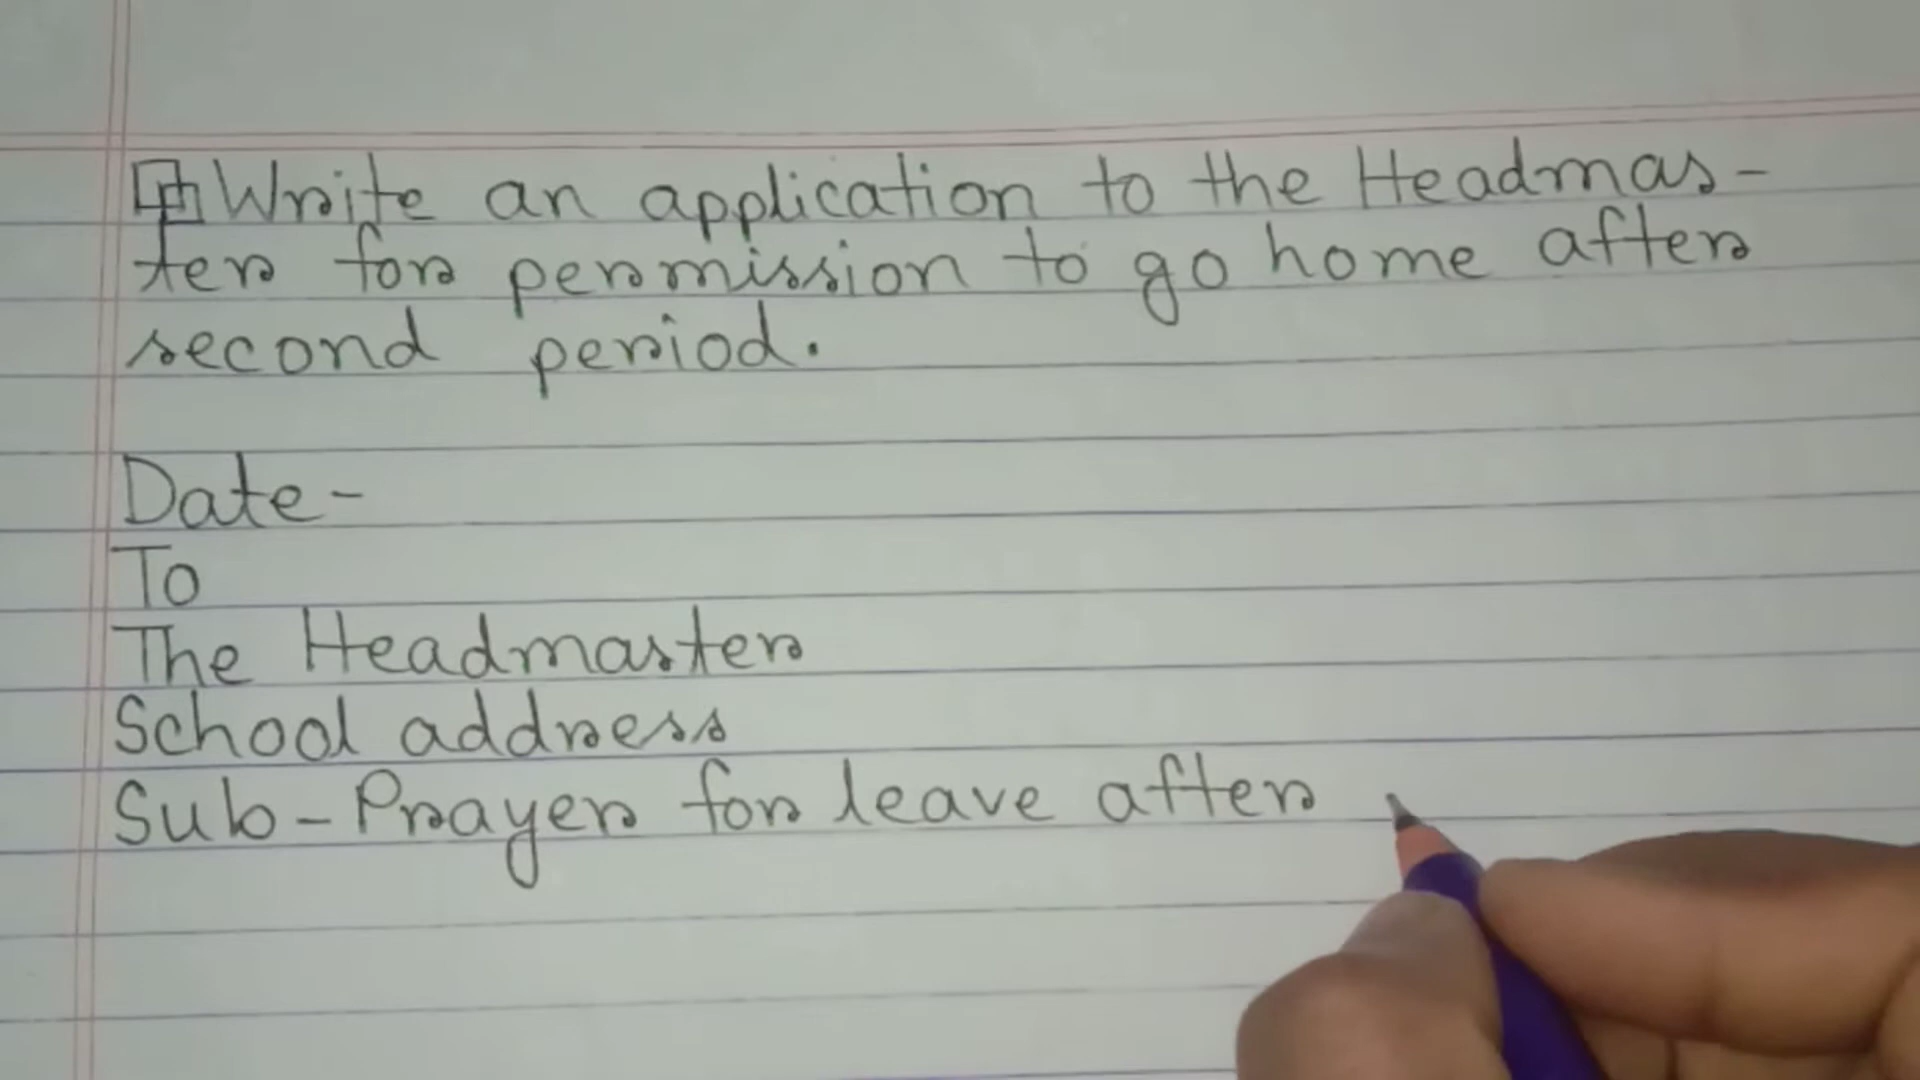 Write an application to the Headmas-
ter for permission to go home after
second period.
Date-
To
The Headmaster
School address
Sub-Prayer for leave after